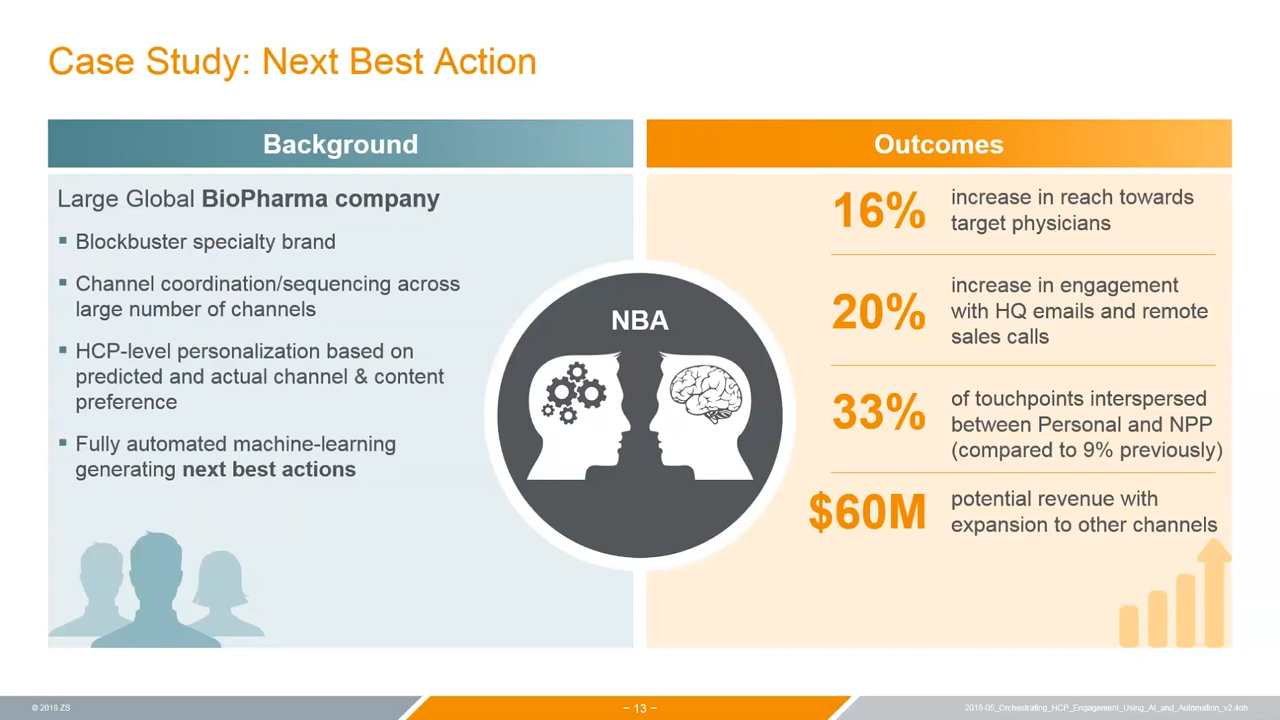 Case Study: Next Best Action
Background
Large Global BioPharma company
▪ Blockbuster specialty brand
▪ Channel coordination/sequencing across
large number of channels
▪ HCP-level personalization based on
predicted and actual channel & content
preference
▪ Fully automated machine-learning
generating next best actions
NBA
Outcomes
16%
increase in reach towards
target physicians
20%
increase in engagement
with HQ emails and remote
sales calls
33%
of touchpoints interspersed
between Personal and NPP
(compared to 9% previously)
$60M
potential revenue with
expansion to other channels
© 2018 ZS
− 13 −
2018-05_Orchestrating_HCP_Engagement_Using_AI_and_Automation_v2.4oh